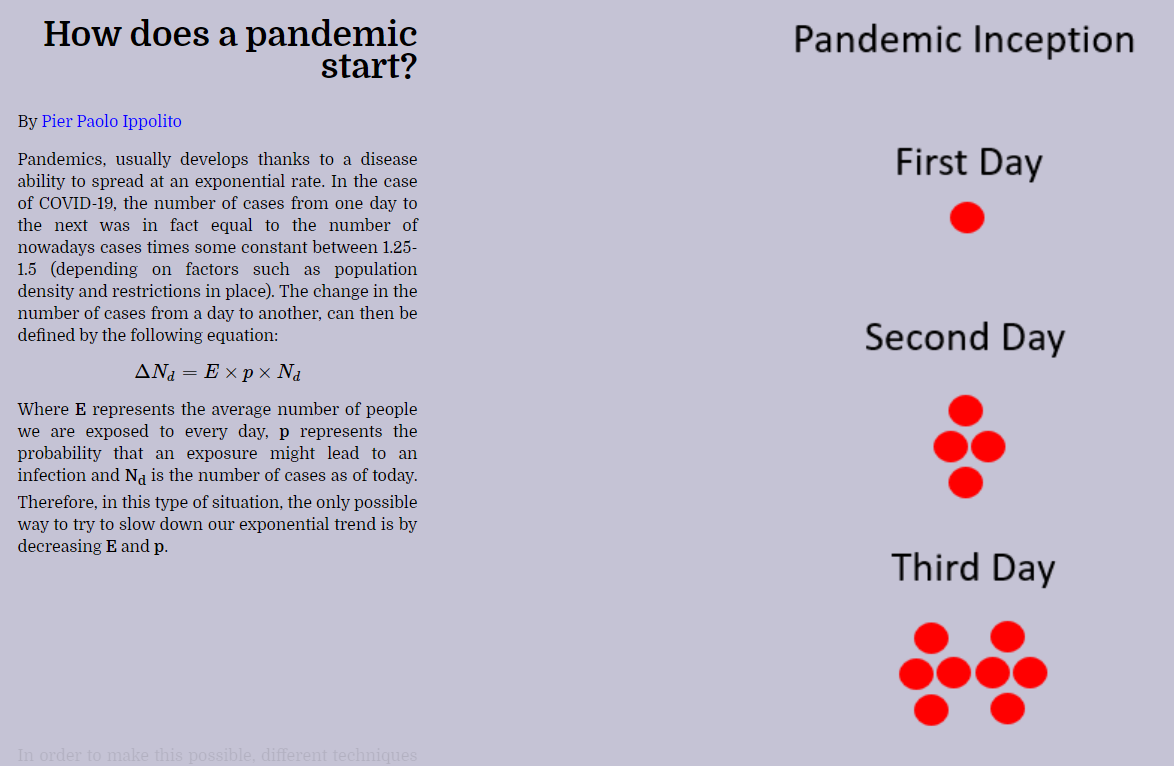 How does a pandemic
start?
By Pier Paolo Ippolito
Pandemics, usually develops thanks to a disease
ability to spread at an exponential rate. In the case
of COVID-19, the number of cases from one day to
the next was in fact equal to the number of
nowadays cases times some constant between 1.25-
1.5 (depending on factors such as population
density and restrictions in place). The change in the
number of cases from a day to another, can then be
defined by the following equation:
ΔN_d = E × p × N_d
Where E represents the average number of people
we are exposed to every day, p represents the
probability that an exposure might lead to an
infection and N_d is the number of cases as of today.
Therefore, in this type of situation, the only possible
way to try to slow down our exponential trend is by
decreasing E and p.
In order to make this possible, different techniques
Pandemic Inception
First Day
Second Day
Third Day